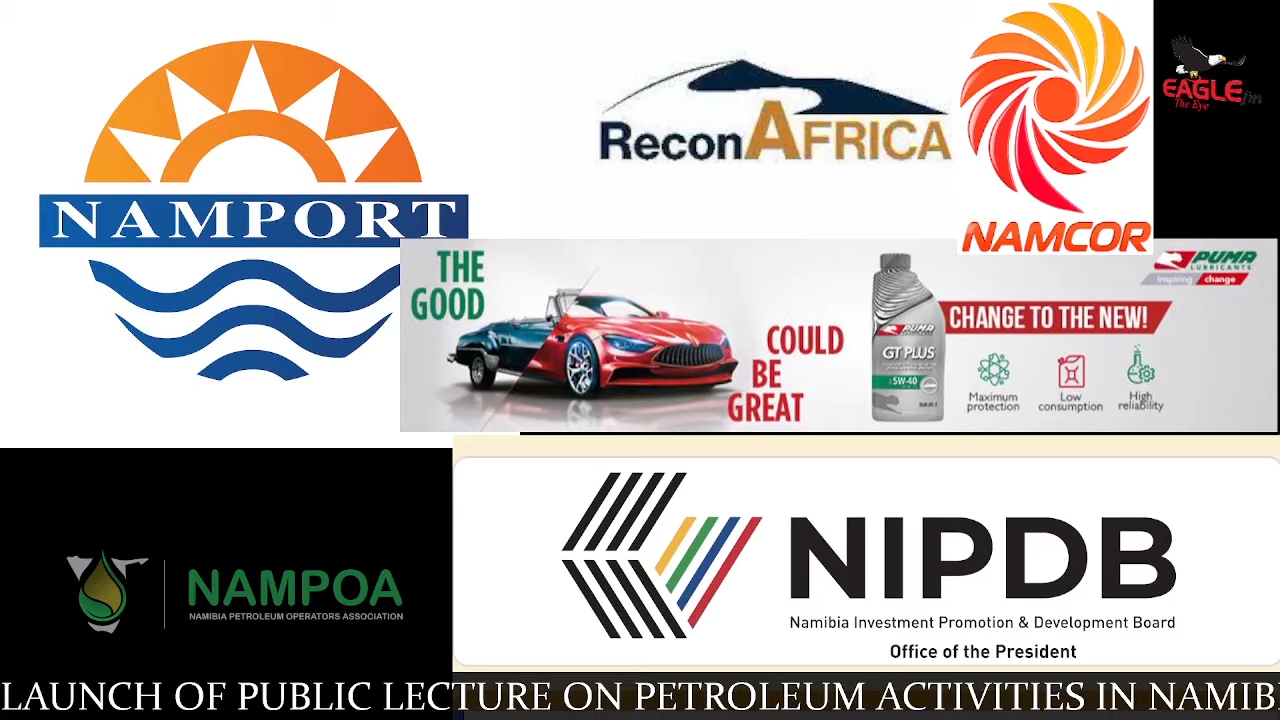 NAMPORT
ReconAFRICA
NAMCOR
EAGLE fm
The Eye
THE
GOOD
COULD
BE
GREAT
PUMA
GT PLUS
5W-40
PUMA
LUBRICANTS
Inspiring change
CHANGE TO THE NEW!
Maximum
protection
Low
consumption
High
reliability
NAMPOA
NAMIBIA PETROLEUM OPERATORS ASSOCIATION
NIPDB
Namibia Investment Promotion & Development Board
Office of the President
LAUNCH OF PUBLIC LECTURE ON PETROLEUM ACTIVITIES IN NAMIB